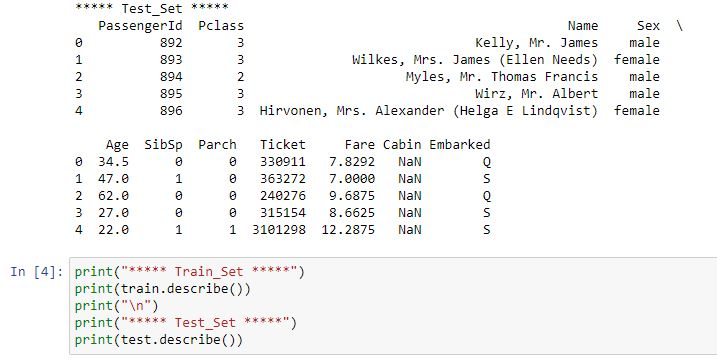 ***** Test_Set *****
   PassengerId  Pclass                                          Name     Sex  \
0          892       3                              Kelly, Mr. James    male
1          893       3              Wilkes, Mrs. James (Ellen Needs)  female
2          894       2                     Myles, Mr. Thomas Francis    male
3          895       3                              Wirz, Mr. Albert    male
4          896       3  Hirvonen, Mrs. Alexander (Helga E Lindqvist)  female
    Age  SibSp  Parch   Ticket     Fare Cabin Embarked
0  34.5      0      0   330911   7.8292   NaN        Q
1  47.0      1      0   363272   7.0000   NaN        S
2  62.0      0      0   240276   9.6875   NaN        Q
3  27.0      0      0   315154   8.6625   NaN        S
4  22.0      1      1  3101298  12.2875   NaN        S
In [4]: print("***** Train_Set *****")
print(train.describe())
print("\n")
print("***** Test_Set *****")
print(test.describe())